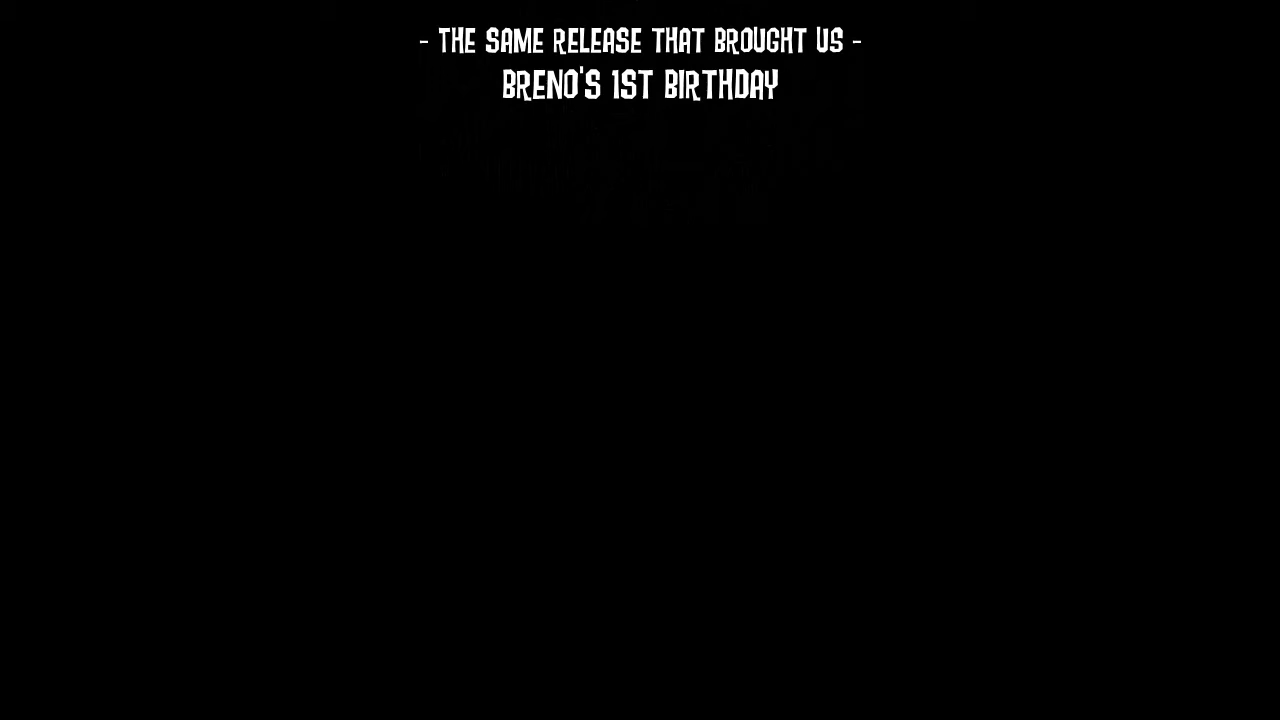 - THE SAME RELEASE THAT BROUGHT US -
BRENO'S 1ST BIRTHDAY